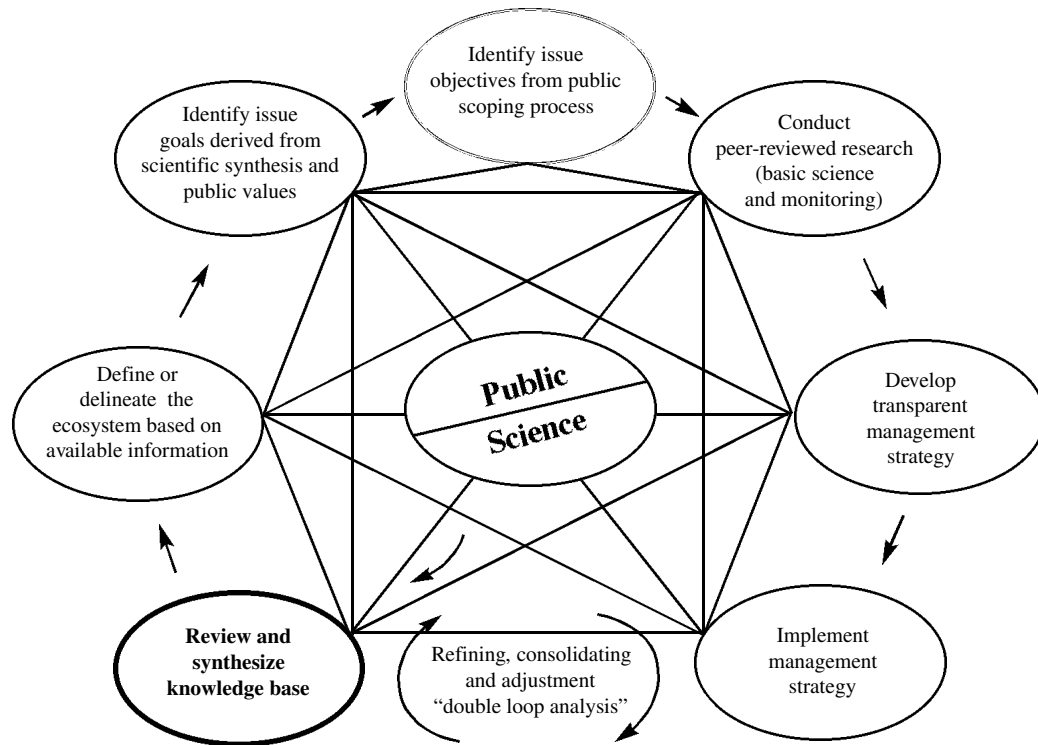 Identify issue
objectives from public
scoping process
Identify issue
goals derived from
scientific synthesis and
public values
Conduct
peer-reviewed research
(basic science
and monitoring)
Define or
delineate the
ecosystem based on
available information
Public
Science
Develop
transparent
management
strategy
Review and
synthesize
knowledge base
Refining, consolidating
and adjustment
“double loop analysis”
Implement
management
strategy